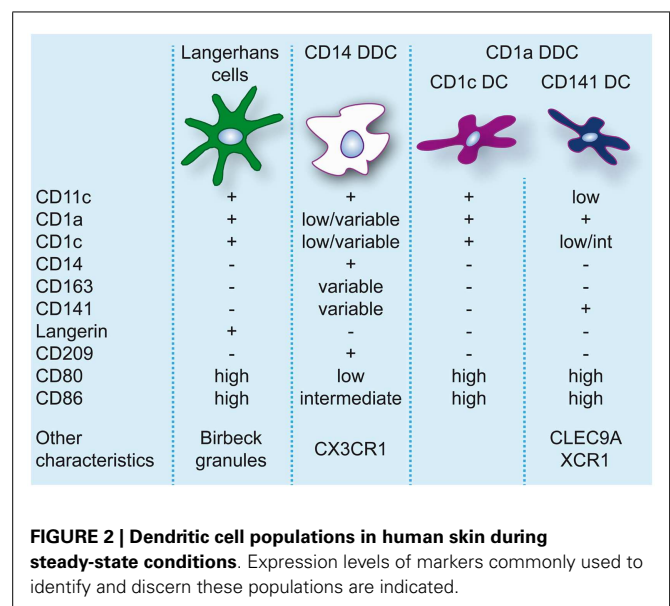 Langerhans cells CD14 DDC CD1a DDC
CD1c DC CD141 DC
CD11c + + + low
CD1a + low/variable + +
CD1c + low/variable + low/int
CD14 - + - -
CD163 - variable - -
CD141 - variable - +
Langerin + - - -
CD209 - + - -
CD80 high low high high
CD86 high intermediate high high
Other characteristics Birbeck granules CX3CR1 CLEC9A XCR1
FIGURE 2 | Dendritic cell populations in human skin during
steady-state conditions. Expression levels of markers commonly used to
identify and discern these populations are indicated.